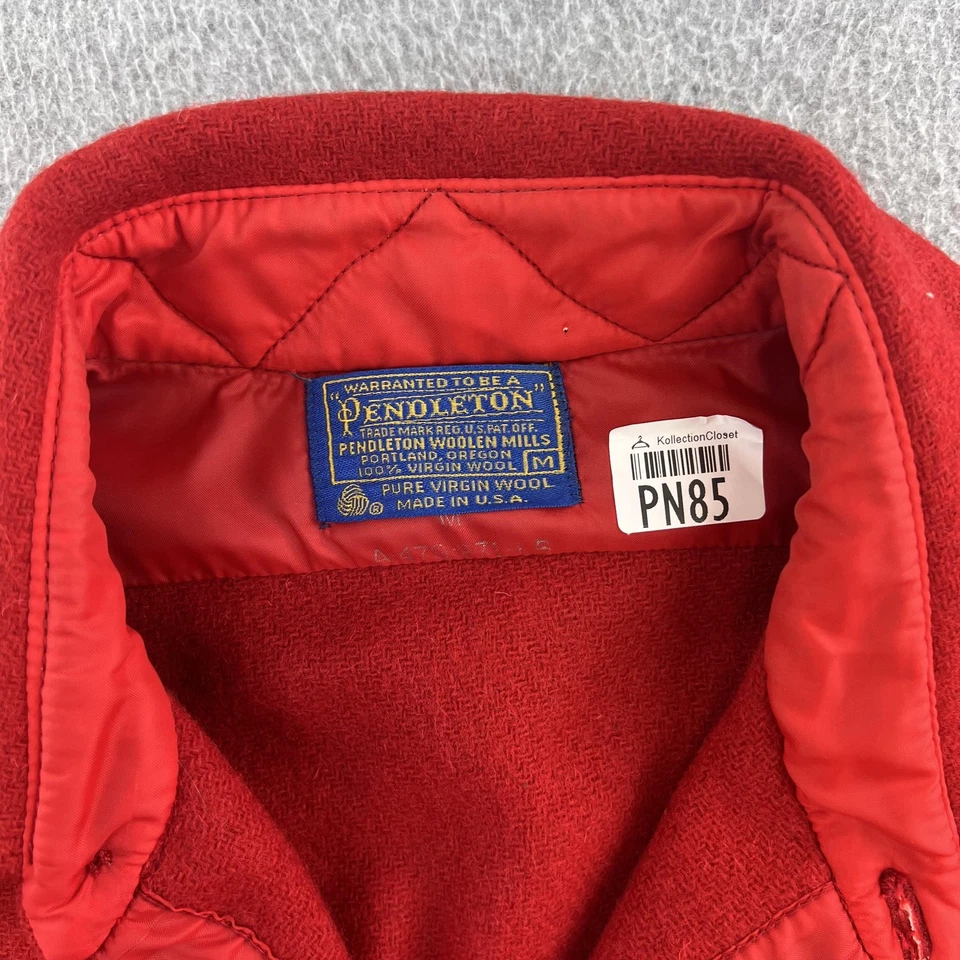 WARRANTED TO BE A
"PENDLETON"
TRADE MARK REG. U.S. PAT. OFF.
PENDLETON WOOLEN MILLS
PORTLAND, OREGON
100% VIRGIN WOOL M
® PURE VIRGIN WOOL
MADE IN U.S.A.
M
KollectionCloset
PN85